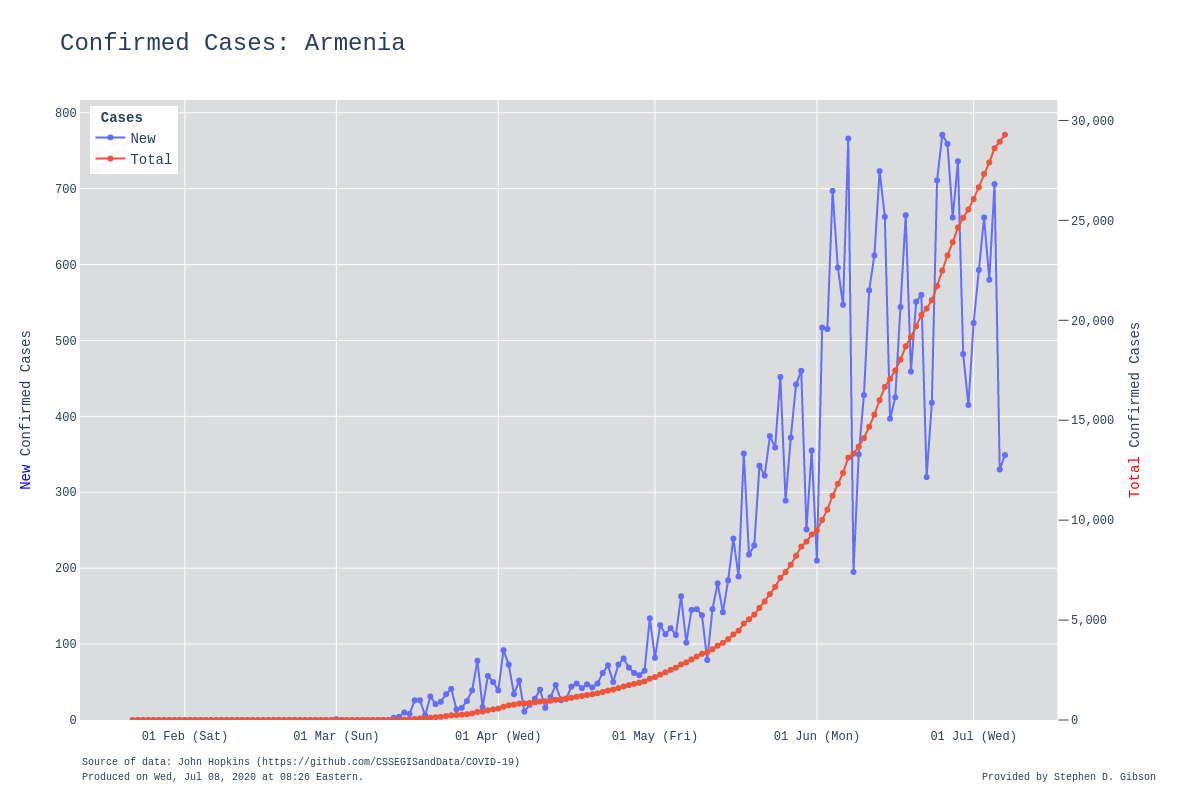 Confirmed Cases: Armenia
Cases
New
Total
800
700
600
500
400
300
200
100
0
New Confirmed Cases
30,000
25,000
20,000
15,000
10,000
5,000
0
Total Confirmed Cases
01 Feb (Sat)
01 Mar (Sun)
01 Apr (Wed)
01 May (Fri)
01 Jun (Mon)
01 Jul (Wed)
Source of data: John Hopkins (https://github.com/CSSEGISandData/COVID-19)
Produced on Wed, Jul 08, 2020 at 08:26 Eastern.
Provided by Stephen D. Gibson